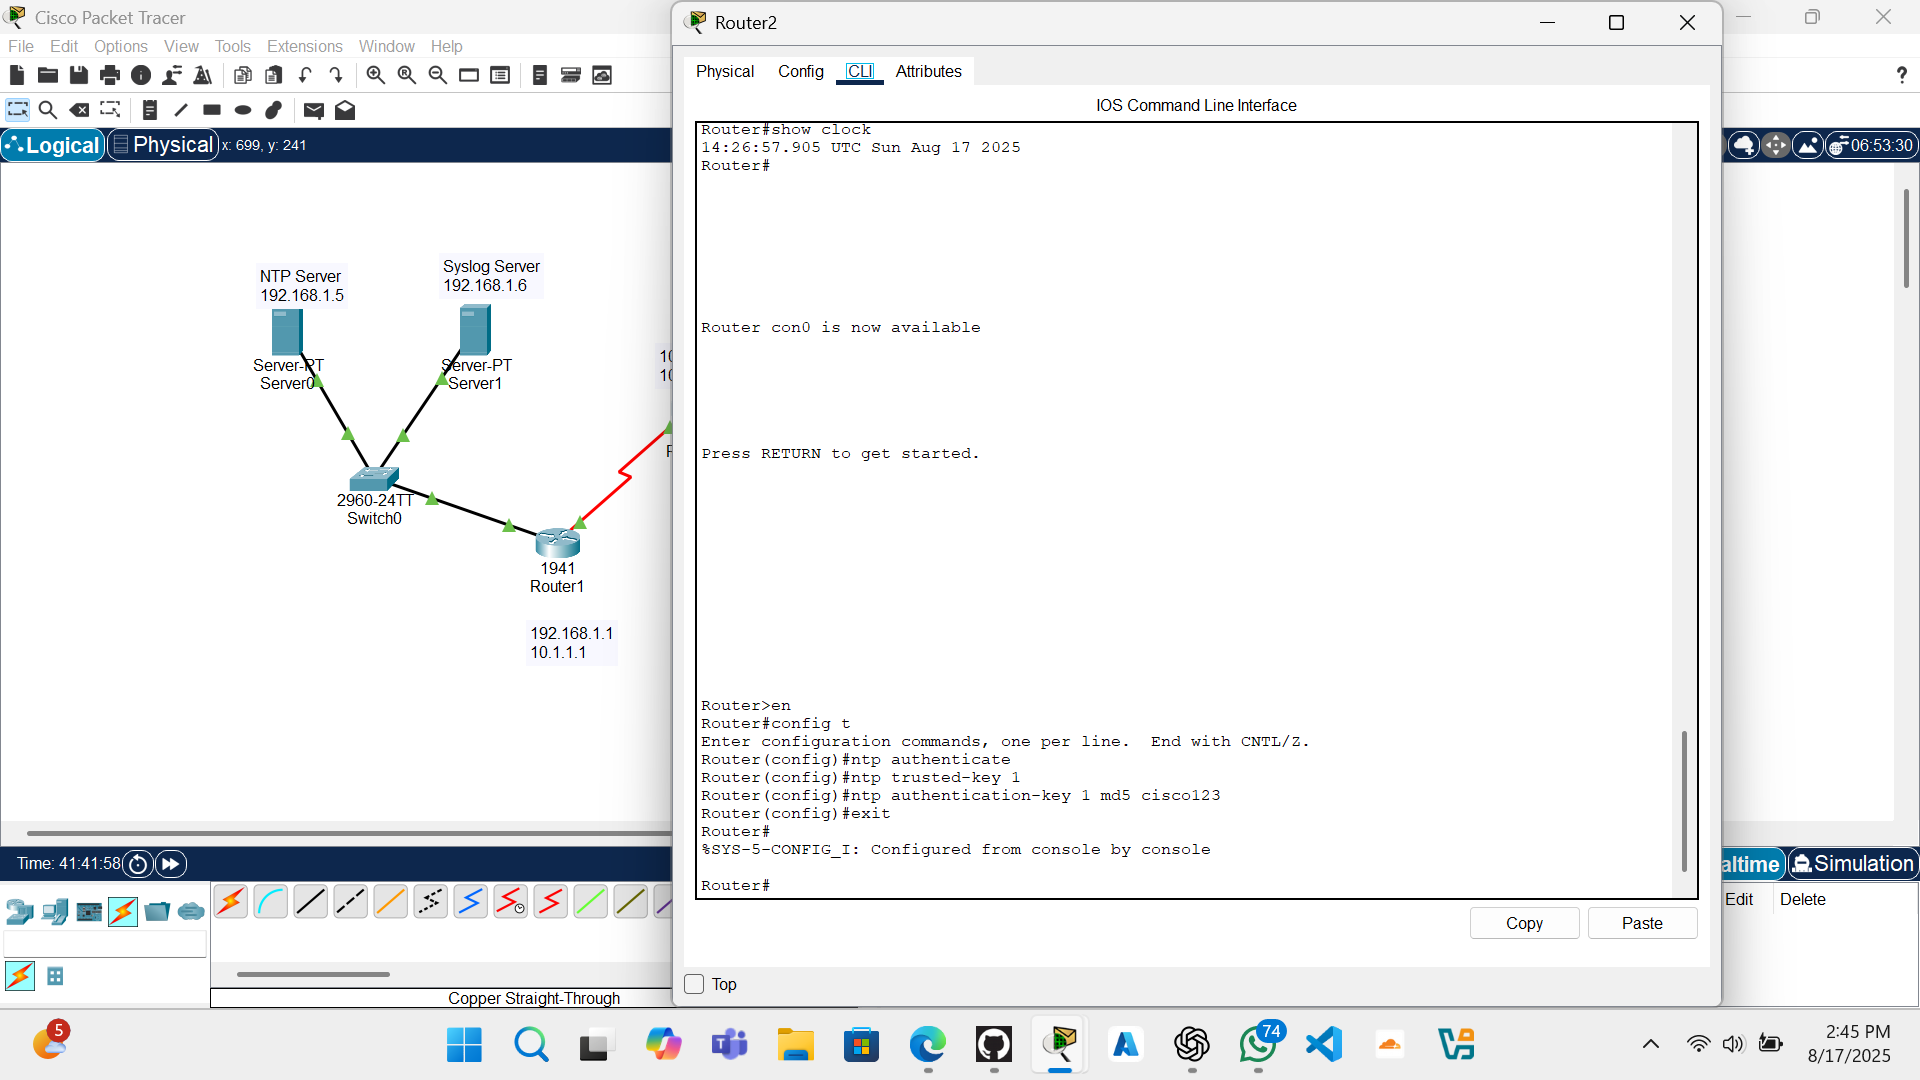 Cisco Packet Tracer
File Edit Options View Tools Extensions Window Help
?
Logical
Physical
x: 699, y: 241
06:53:30
NTP Server
192.168.1.5
Syslog Server
192.168.1.6
Server-PT
Server0
Server-PT
Server1
2960-24TT
Switch0
1941
Router1
192.168.1.1
10.1.1.1
Router2
Physical Config CLI Attributes
IOS Command Line Interface
Router#show clock
14:26:57.905 UTC Sun Aug 17 2025
Router#
Router con0 is now available
Press RETURN to get started.
Router>en
Router#config t
Enter configuration commands, one per line. End with CNTL/Z.
Router(config)#ntp authenticate
Router(config)#ntp trusted-key 1
Router(config)#ntp authentication-key 1 md5 cisco123
Router(config)#exit
Router#
%SYS-5-CONFIG_I: Configured from console by console
Router#
Copy
Paste
Top
Time: 41:41:58
altime
Simulation
Edit
Delete
Copper Straight-Through
5
74
2:45 PM
8/17/2025